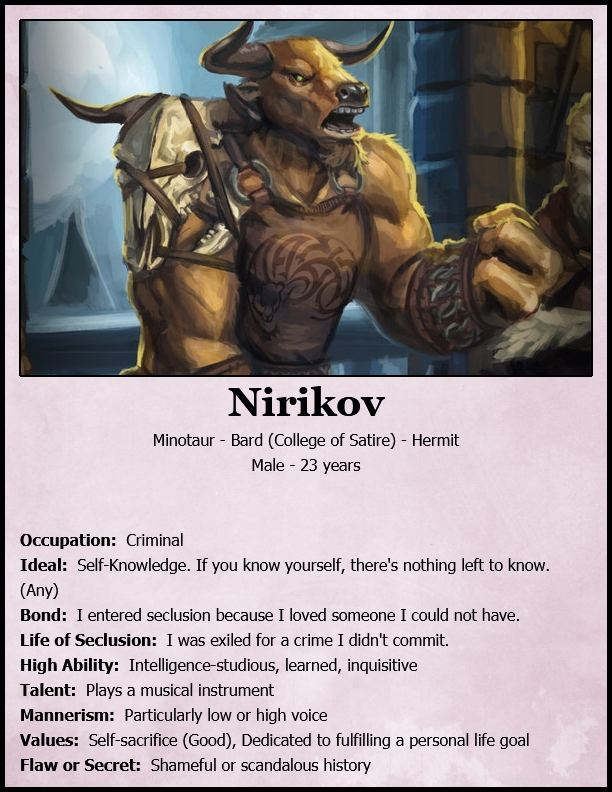 Nirikov
Minotaur - Bard (College of Satire) - Hermit
Male - 23 years
Occupation: Criminal
Ideal: Self-Knowledge. If you know yourself, there's nothing left to know.
(Any)
Bond: I entered seclusion because I loved someone I could not have.
Life of Seclusion: I was exiled for a crime I didn't commit.
High Ability: Intelligence-studious, learned, inquisitive
Talent: Plays a musical instrument
Mannerism: Particularly low or high voice
Values: Self-sacrifice (Good), Dedicated to fulfilling a personal life goal
Flaw or Secret: Shameful or scandalous history